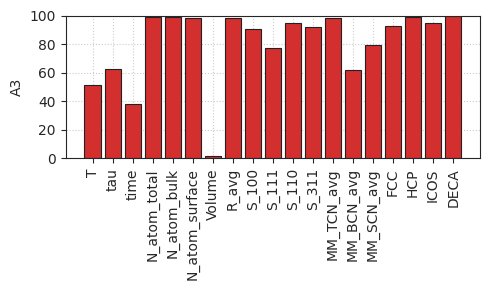 100
80
60
40
20
0
A3
T
tau
time
N_atom_total
N_atom_bulk
N_atom_surface
Volume
R_avg
S_100
S_111
S_110
S_311
MM_TCN_avg
MM_BCN_avg
MM_SCN_avg
FCC
HCP
ICOS
DECA